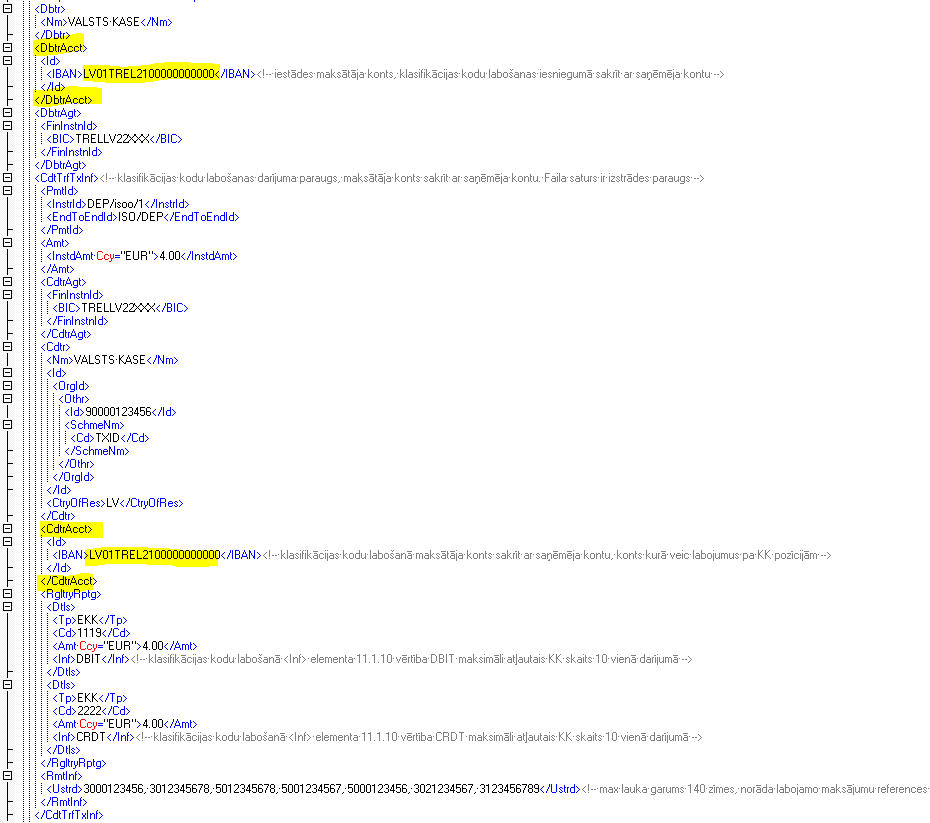 <Dbtr>
<Nm>VALSTS·KASE</Nm>
</Dbtr>
<DbtrAcct>
<Id>
<IBAN>LV01TREL2100000000000</IBAN><!--·iestādes·maksātāja·konts,·klasifikācijas·kodu·labošanas·iesniegumā·sakrīt·ar·saņēmēja·kontu·-->
</Id>
</DbtrAcct>
<DbtrAgt>
<FinInstnId>
<BIC>TRELLV22XXX</BIC>
</FinInstnId>
</DbtrAgt>
<CdtTrfTxInf><!--·klasifikācijas·kodu·labošanas·darījuma·paraugs,·maksātāja·konts·sakrīt·ar·saņēmēja·kontu.·Faila·saturs·ir·izstrādes·paraugs·-->
<PmtId>
<InstrId>DEP/isoo/1</InstrId>
<EndToEndId>ISO/DEP</EndToEndId>
</PmtId>
<Amt>
<InstdAmt·Ccy="EUR">4.00</InstdAmt>
</Amt>
<CdtrAgt>
<FinInstnId>
<BIC>TRELLV22XXX</BIC>
</FinInstnId>
</CdtrAgt>
<Cdtr>
<Nm>VALSTS·KASE</Nm>
<Id>
<OrgId>
<Othr>
<Id>90000123456</Id>
<SchmeNm>
<Cd>TXID</Cd>
</SchmeNm>
</Othr>
</OrgId>
</Id>
<CtryOfRes>LV</CtryOfRes>
</Cdtr>
<CdtrAcct>
<Id>
<IBAN>LV01TREL2100000000000</IBAN><!--·klasifikācijas·kodu·labošanā·maksātāja·konts·sakrīt·ar·saņēmēja·kontu,·konts·kurā·veic·labojumus·pa·KK·pozīcijām·-->
</Id>
</CdtrAcct>
<RgltryRptg>
<Dtls>
<Tp>EKK</Tp>
<Cd>1119</Cd>
<Amt·Ccy="EUR">4.00</Amt>
<Inf>DBIT</Inf><!--·klasifikācijas·kodu·labošanā·<Inf>·elementa·11.1.10·vērtība·DBIT·maksimāli·atļautais·KK·skaits·10·vienā·darījumā·-->
</Dtls>
<Dtls>
<Tp>EKK</Tp>
<Cd>2222</Cd>
<Amt·Ccy="EUR">4.00</Amt>
<Inf>CRDT</Inf><!--·klasifikācijas·kodu·labošanā·<Inf>·elementa·11.1.10·vērtība·CRDT·maksimāli·atļautais·KK·skaits·10·vienā·darījumā·-->
</Dtls>
</RgltryRptg>
<RmtInf>
<Ustrd>3000123456,·3012345678,·5012345678,·5001234567,·5000123456,·3021234567,·3123456789</Ustrd><!--·max·lauka·garums·140·zīmes,·norāda·labojamo·maksājumu·references
</RmtInf>
</CdtTrfTxInf>